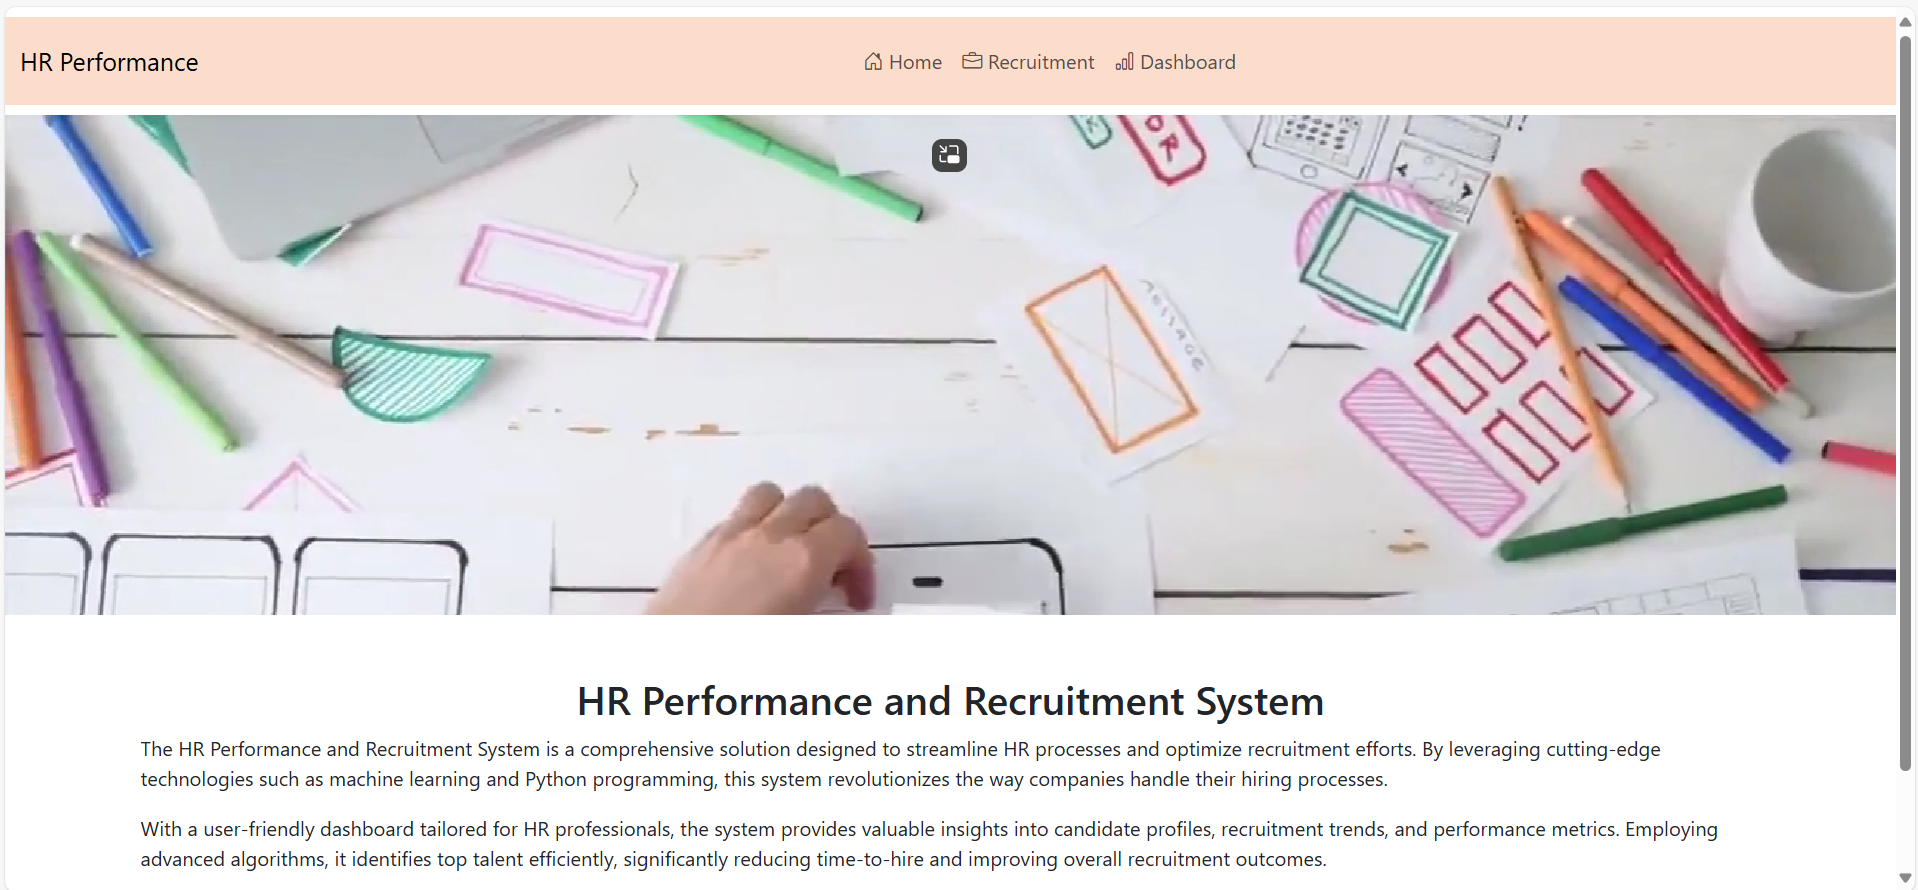 HR Performance
Home Recruitment Dashboard
OR
MESSAGE
HR Performance and Recruitment System
The HR Performance and Recruitment System is a comprehensive solution designed to streamline HR processes and optimize recruitment efforts. By leveraging cutting-edge
technologies such as machine learning and Python programming, this system revolutionizes the way companies handle their hiring processes.
With a user-friendly dashboard tailored for HR professionals, the system provides valuable insights into candidate profiles, recruitment trends, and performance metrics. Employing
advanced algorithms, it identifies top talent efficiently, significantly reducing time-to-hire and improving overall recruitment outcomes.